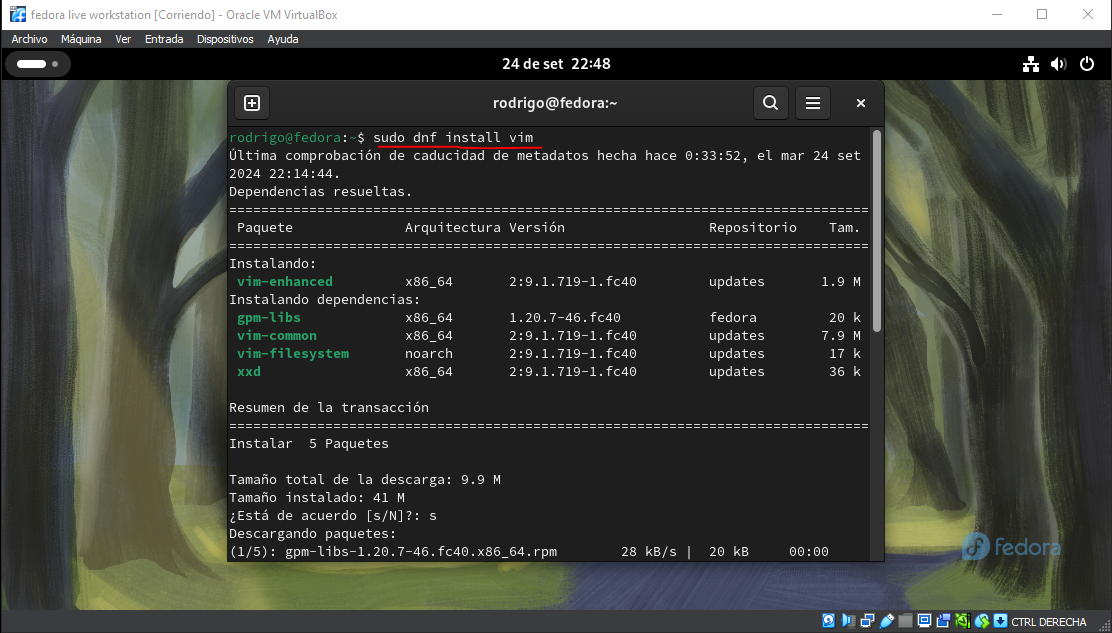 fedora live workstation [Corriendo] - Oracle VM VirtualBox
Archivo Máquina Ver Entrada Dispositivos Ayuda
24 de set 22:48
rodrigo@fedora:~
rodrigo@fedora:~$ sudo dnf install vim
Última comprobación de caducidad de metadatos hecha hace 0:33:52, el mar 24 set
2024 22:14:44.
Dependencias resueltas.
================================================================================
Paquete Arquitectura Versión Repositorio Tam.
================================================================================
Instalando:
vim-enhanced x86_64 2:9.1.719-1.fc40 updates 1.9 M
Instalando dependencias:
gpm-libs x86_64 1.20.7-46.fc40 fedora 20 k
vim-common x86_64 2:9.1.719-1.fc40 updates 7.9 M
vim-filesystem noarch 2:9.1.719-1.fc40 updates 17 k
xxd x86_64 2:9.1.719-1.fc40 updates 36 k
Resumen de la transacción
================================================================================
Instalar 5 Paquetes
Tamaño total de la descarga: 9.9 M
Tamaño instalado: 41 M
¿Está de acuerdo [s/N]?: s
Descargando paquetes:
(1/5): gpm-libs-1.20.7-46.fc40.x86_64.rpm 28 kB/s | 20 kB 00:00
fedora
CTRL DERECHA